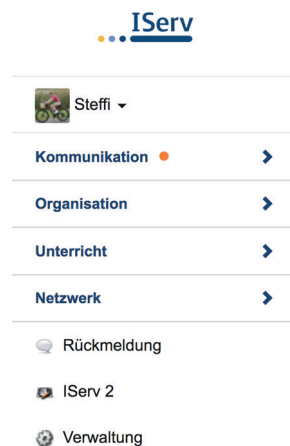 IServ
Steffi
Kommunikation
Organisation
Unterricht
Netzwerk
Rückmeldung
IServ 2
Verwaltung